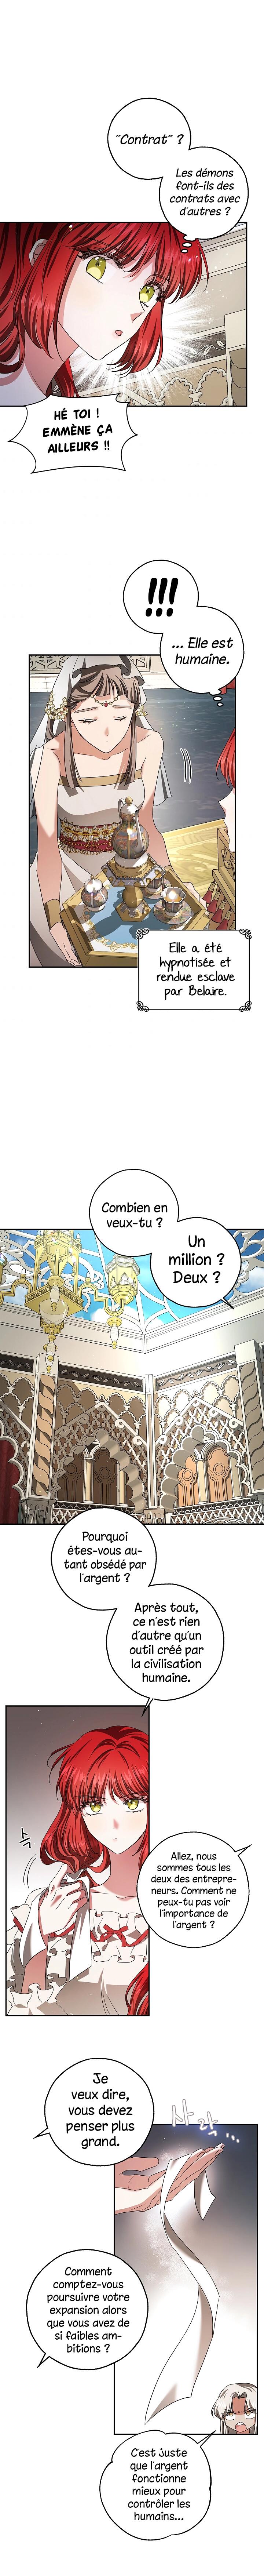 "Contrat" ?
Les démons
font-ils des
contrats avec
d'autres ?
HÉ TOI !
EMMÈNE ÇA
AILLEURS !!
!!!
... Elle est
humaine.
Elle a été
hypnotisée et
rendue esclave
par Belaire.
Combien en
veux-tu ?
Un
million ?
Deux ?
Pourquoi
êtes-vous au-
tant obsédé par
l'argent ?
Après tout,
ce n'est rien
d'autre qu'un
outil créé par
la civilisation
humaine.
톡
Allez, nous
sommes tous les
deux des entrepre-
neurs. Comment ne
peux-tu pas voir
l'importance de
l'argent ?
Je
veux dire,
vous devez
penser plus
grand.
사락
Comment
comptez-vous
poursuivre votre
expansion alors
que vous avez de
si faibles am-
bitions ?
C'est juste
que l'argent
fonctionne
mieux pour
contrôler les
humains...